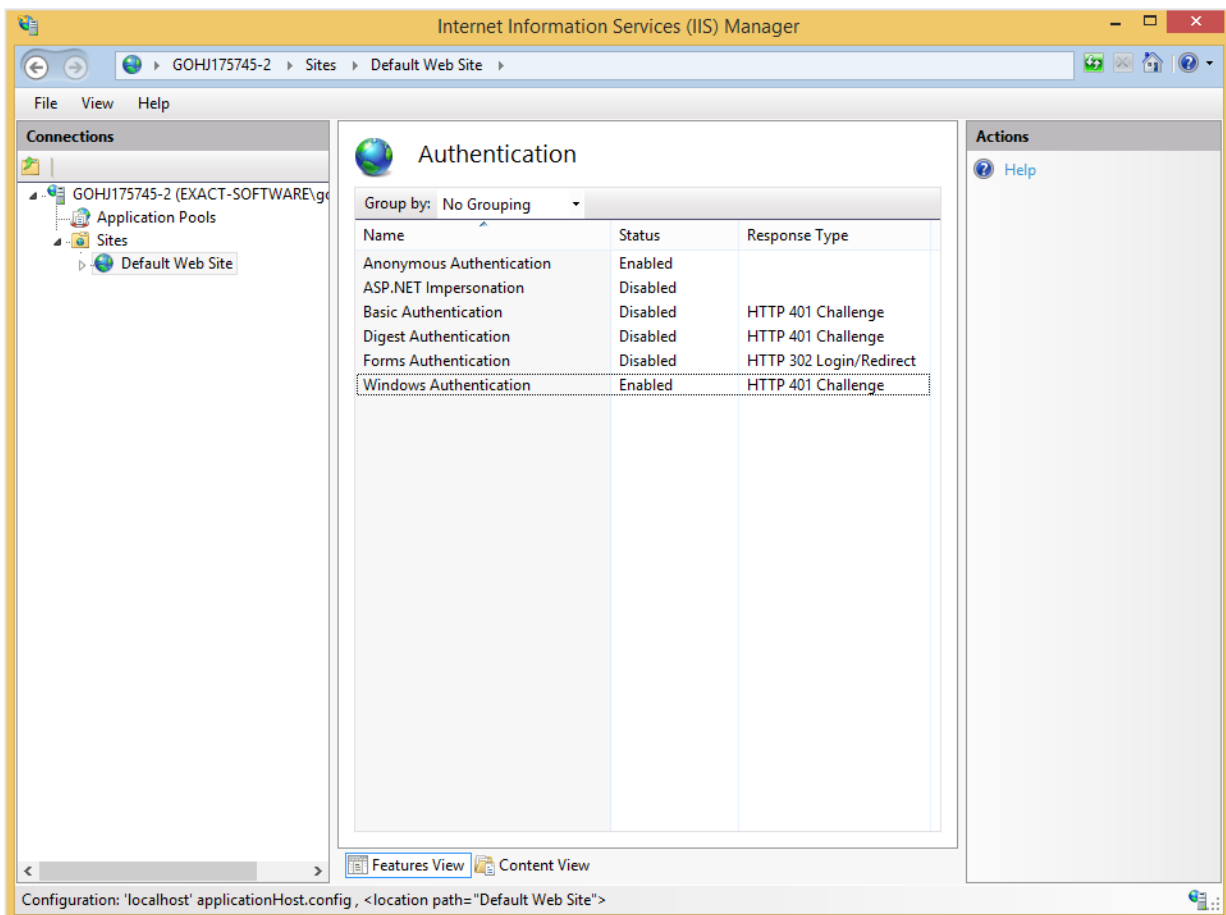 Internet Information Services (IIS) Manager
GOHJ175745-2 Sites Default Web Site
File View Help
Connections
GOHJ175745-2 (EXACT-SOFTWARE\go
Application Pools
Sites
Default Web Site
Authentication
Group by: No Grouping
Name Status Response Type
Anonymous Authentication Enabled
ASP.NET Impersonation Disabled
Basic Authentication Disabled HTTP 401 Challenge
Digest Authentication Disabled HTTP 401 Challenge
Forms Authentication Disabled HTTP 302 Login/Redirect
Windows Authentication Enabled HTTP 401 Challenge
Features View Content View
Actions
Help
Configuration: 'localhost' applicationHost.config , <location path="Default Web Site">